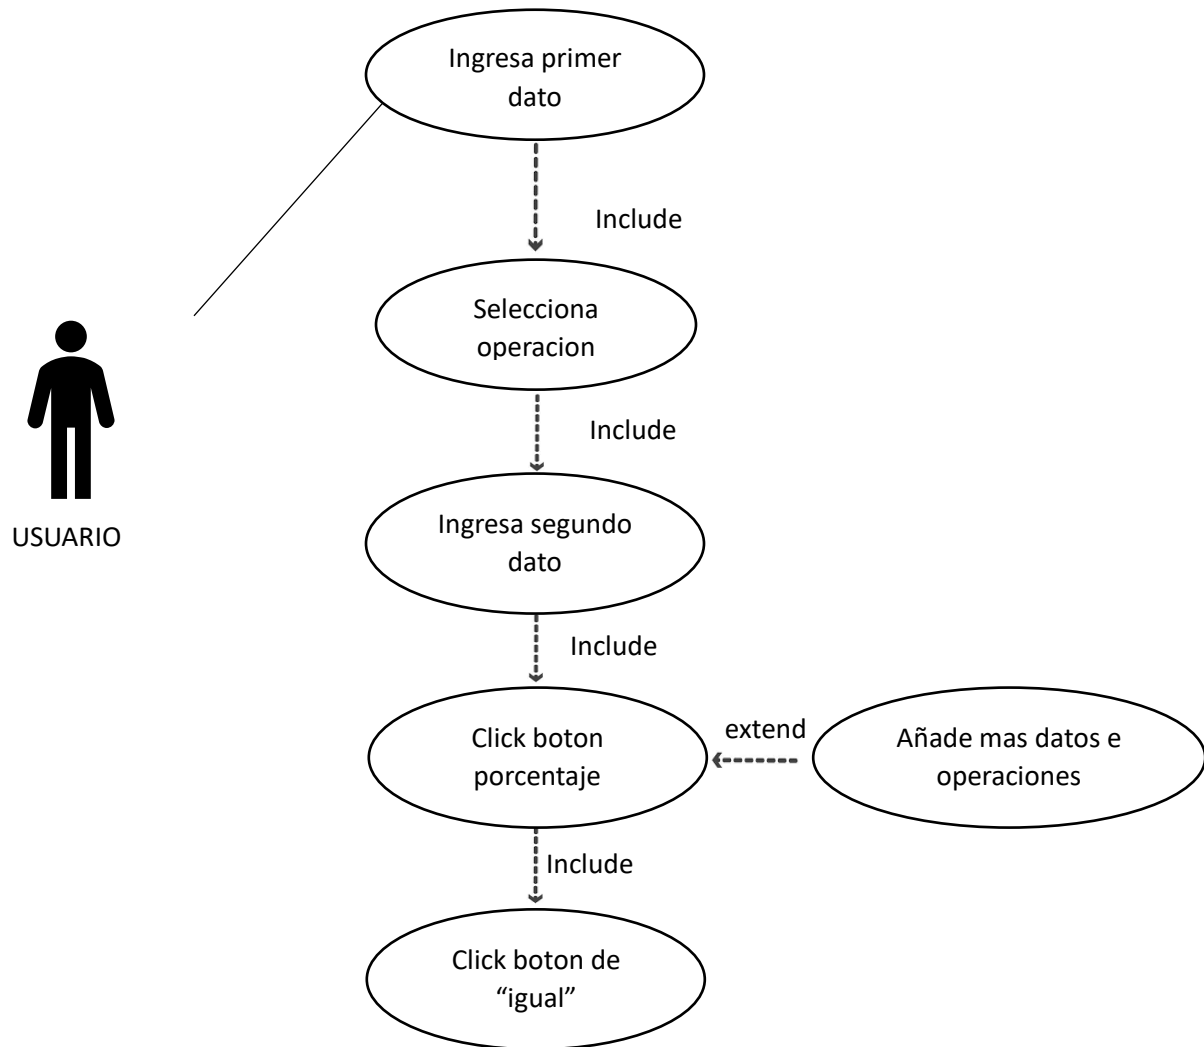 Ingresa primer
dato
Include
Selecciona
operacion
Include
USUARIO
Ingresa segundo
dato
Include
Click boton
porcentaje
extend
Añade mas datos e
operaciones
Include
Click boton de
“igual”